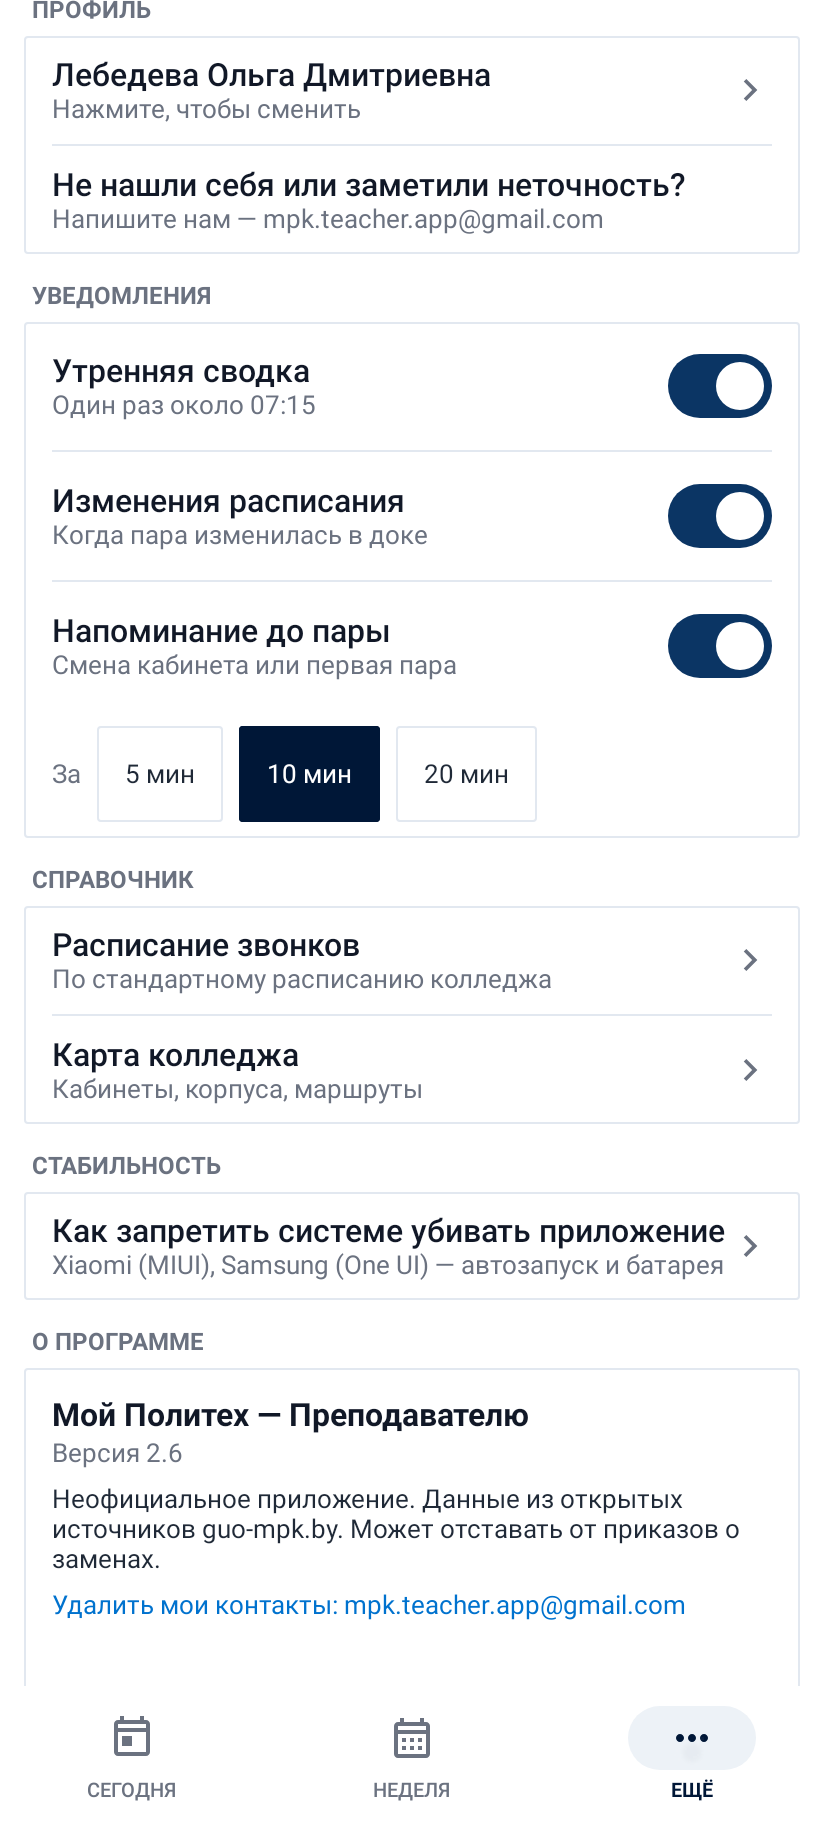 ПРОФИЛЬ
Лебедева Ольга Дмитриевна
Нажмите, чтобы сменить
Не нашли себя или заметили неточность?
Напишите нам — mpk.teacher.app@gmail.com
УВЕДОМЛЕНИЯ
Утренняя сводка
Один раз около 07:15
Изменения расписания
Когда пара изменилась в доке
Напоминание до пары
Смена кабинета или первая пара
За 5 мин 10 мин 20 мин
СПРАВОЧНИК
Расписание звонков
По стандартному расписанию колледжа
Карта колледжа
Кабинеты, корпуса, маршруты
СТАБИЛЬНОСТЬ
Как запретить системе убивать приложение
Xiaomi (MIUI), Samsung (One UI) — автозапуск и батарея
О ПРОГРАММЕ
Мой Политех — Преподавателю
Версия 2.6
Неофициальное приложение. Данные из открытых
источников guo-mpk.by. Может отставать от приказов о
заменах.
Удалить мои контакты: mpk.teacher.app@gmail.com
СЕГОДНЯ НЕДЕЛЯ ЕЩЁ